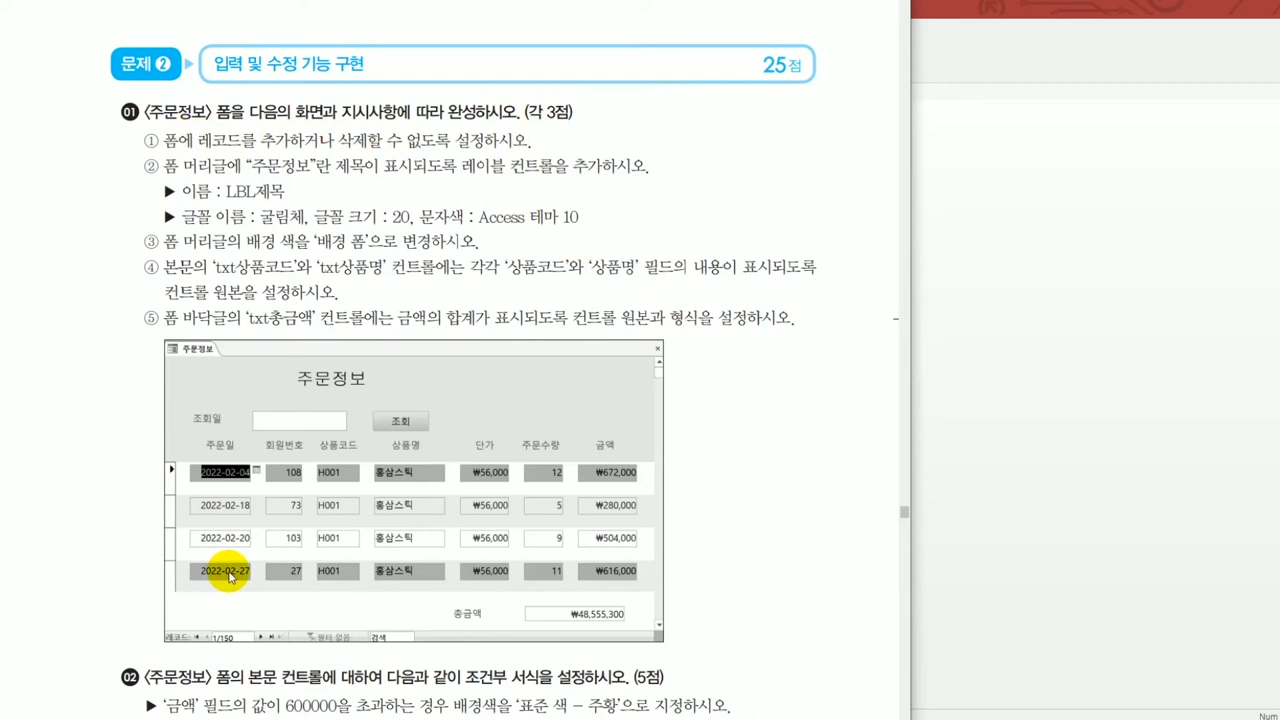 문제 ❷ 입력 및 수정 기능 구현 25점
01 〈주문정보〉 폼을 다음의 화면과 지시사항에 따라 완성하시오. (각 3점)
① 폼에 레코드를 추가하거나 삭제할 수 없도록 설정하시오.
② 폼 머리글에 “주문정보”란 제목이 표시되도록 레이블 컨트롤을 추가하시오.
▶ 이름 : LBL제목
▶ 글꼴 이름 : 굴림체, 글꼴 크기 : 20, 문자색 : Access 테마 10
③ 폼 머리글의 배경 색을 ‘배경 폼’으로 변경하시오.
④ 본문의 ‘txt상품코드’와 ‘txt상품명’ 컨트롤에는 각각 ‘상품코드’와 ‘상품명’ 필드의 내용이 표시되도록
컨트롤 원본을 설정하시오.
⑤ 폼 바닥글의 ‘txt총금액’ 컨트롤에는 금액의 합계가 표시되도록 컨트롤 원본과 형식을 설정하시오.
주문정보
주문정보
조회일 조회
주문일 회원번호 상품코드 상품명 단가 주문수량 금액
2022-02-04 108 H001 홍삼스틱 ₩56,000 12 ₩672,000
2022-02-18 73 H001 홍삼스틱 ₩56,000 5 ₩280,000
2022-02-20 103 H001 홍삼스틱 ₩56,000 9 ₩504,000
2022-02-27 27 H001 홍삼스틱 ₩56,000 11 ₩616,000
총금액 ₩48,555,300
레코드: 1/150 필터 없음 검색
02 〈주문정보〉 폼의 본문 컨트롤에 대하여 다음과 같이 조건부 서식을 설정하시오. (5점)
▶ ‘금액’ 필드의 값이 600000을 초과하는 경우 배경색을 ‘표준 색 – 주황’으로 지정하시오.
Num